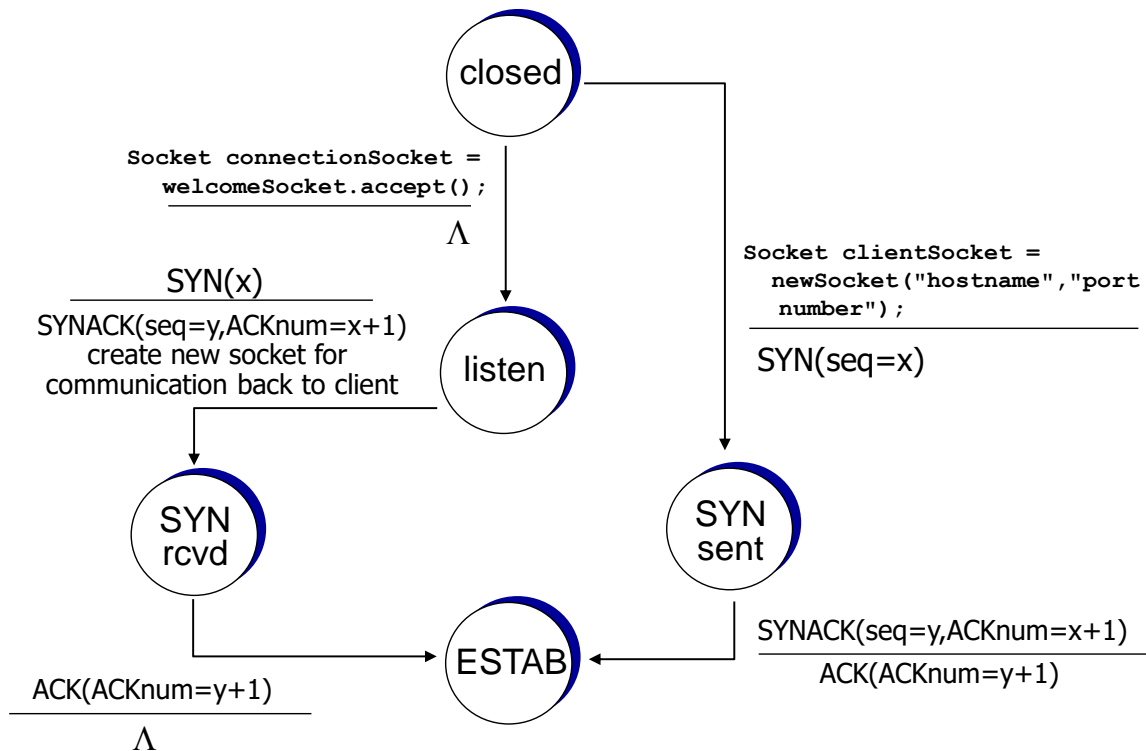 closed
Socket connectionSocket =
welcomeSocket.accept();
Λ
Socket clientSocket =
newSocket("hostname","port
number");
SYN(seq=x)
SYN(x)
SYNACK(seq=y,ACKnum=x+1)
create new socket for
communication back to client
listen
SYN
rcvd
SYN
sent
ESTAB
SYNACK(seq=y,ACKnum=x+1)
ACK(ACKnum=y+1)
ACK(ACKnum=y+1)
Λ